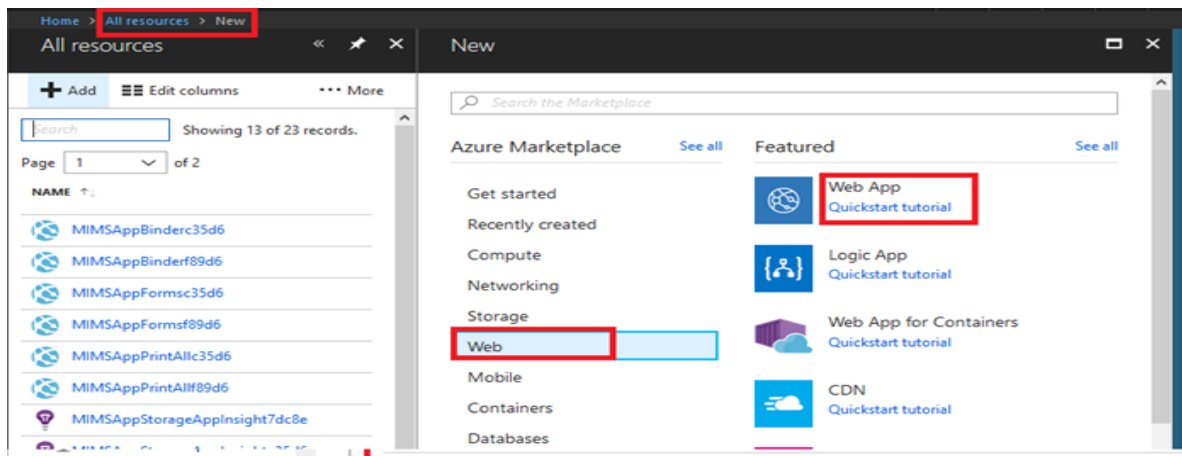 Home > All resources > New
All resources « ×
+ Add Edit columns ••• More
Search Showing 13 of 23 records.
Page 1 of 2
NAME ↑↓
MIMSAppBinderc35d6
MIMSAppBinderf89d6
MIMSAppFormsc35d6
MIMSAppFormsf89d6
MIMSAppPrintAllc35d6
MIMSAppPrintAllf89d6
MIMSAppStorageAppInsight7dc8e
New
Search the Marketplace
Azure Marketplace See all
Get started
Recently created
Compute
Networking
Storage
Web
Mobile
Containers
Databases
Featured See all
Web App
Quickstart tutorial
Logic App
Quickstart tutorial
Web App for Containers
Quickstart tutorial
CDN
Quickstart tutorial